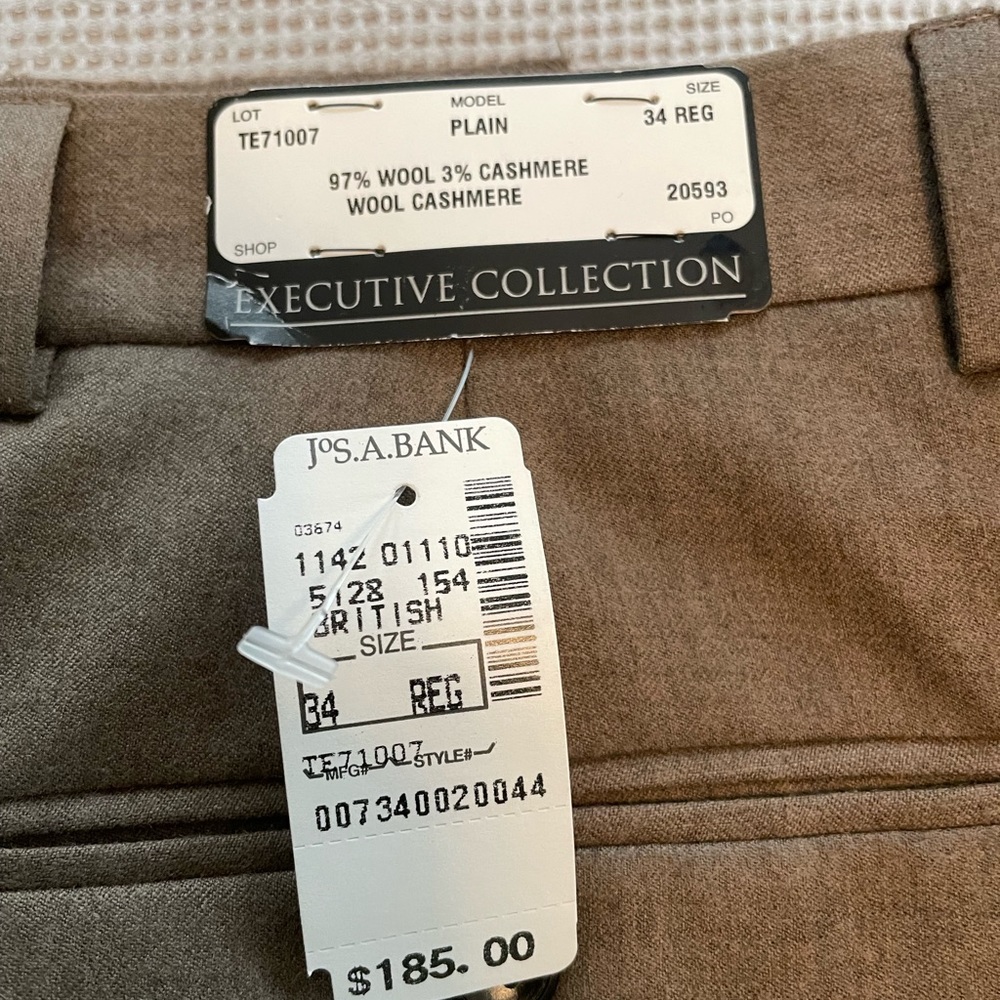 LOT MODEL SIZE
TE71007 PLAIN 34 REG
97% WOOL 3% CASHMERE
WOOL CASHMERE 20593
SHOP PO
EXECUTIVE COLLECTION
JoS.A.BANK
03674
1142 01110
5128 154
BRITISH
SIZE
34 REG
TE71007
MFG# STYLE#
007340020044
$185.00